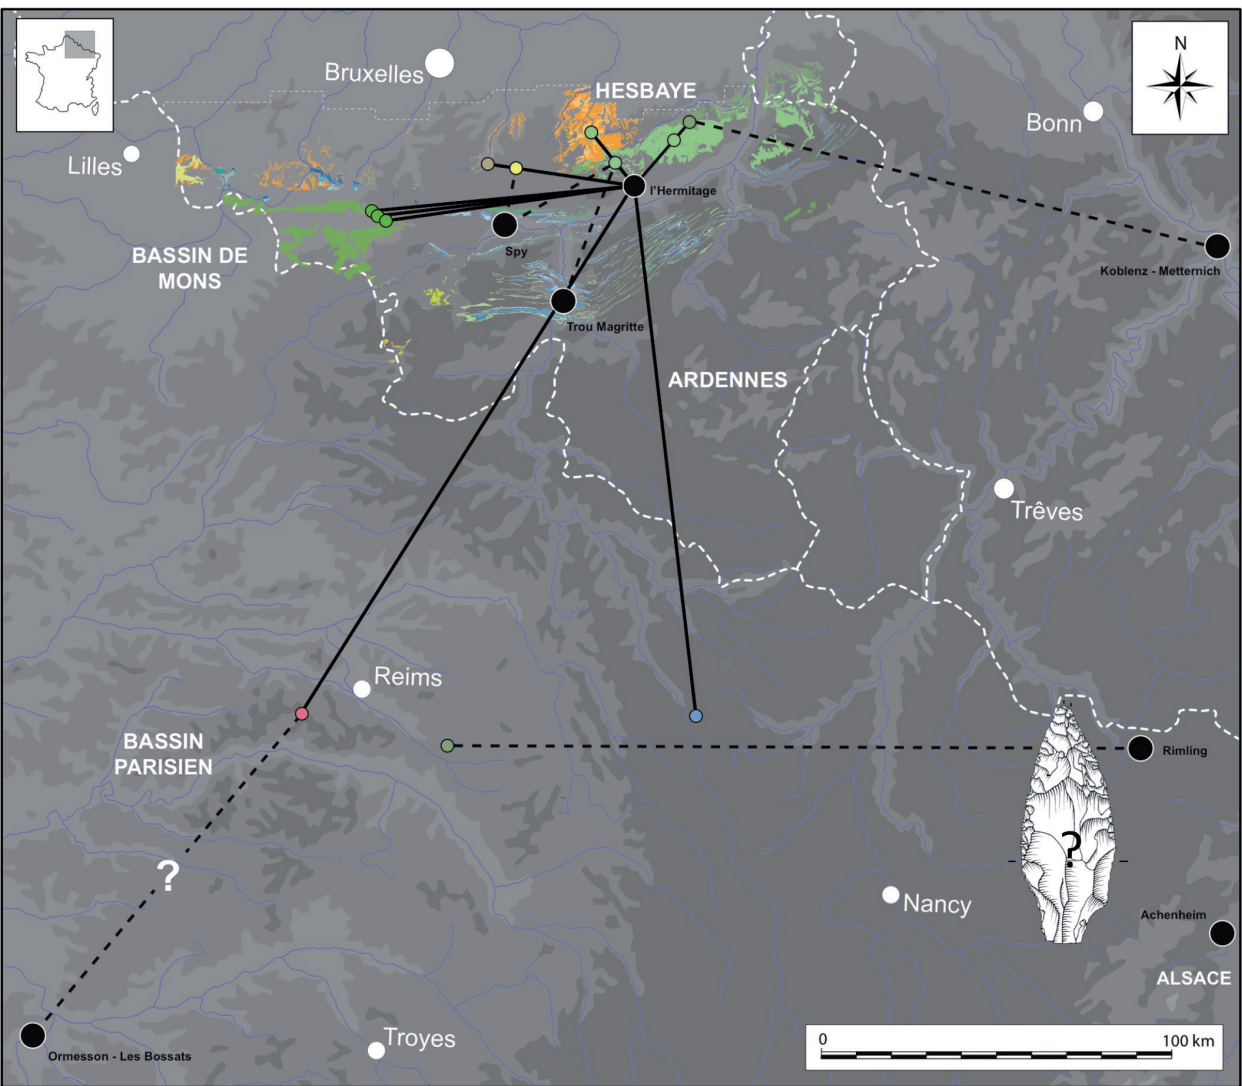 N
Bruxelles
HESBAYE
Bonn
Lilles
l'Hermitage
BASSIN DE
MONS
Spy
Koblenz - Metternich
Trou Magritte
ARDENNES
Trêves
Reims
BASSIN
PARISIEN
Rimling
?
?
Nancy
Achenheim
ALSACE
Troyes
Ormesson - Les Bossats
0
100 km